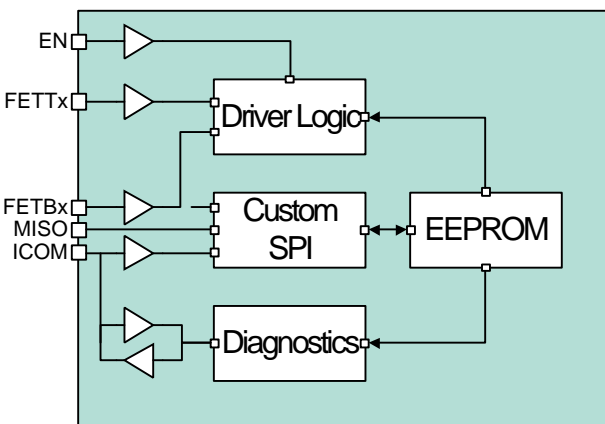 EN
FETTx
Driver Logic
FETBx
MISO
ICOM
Custom
SPI
EEPROM
Diagnostics